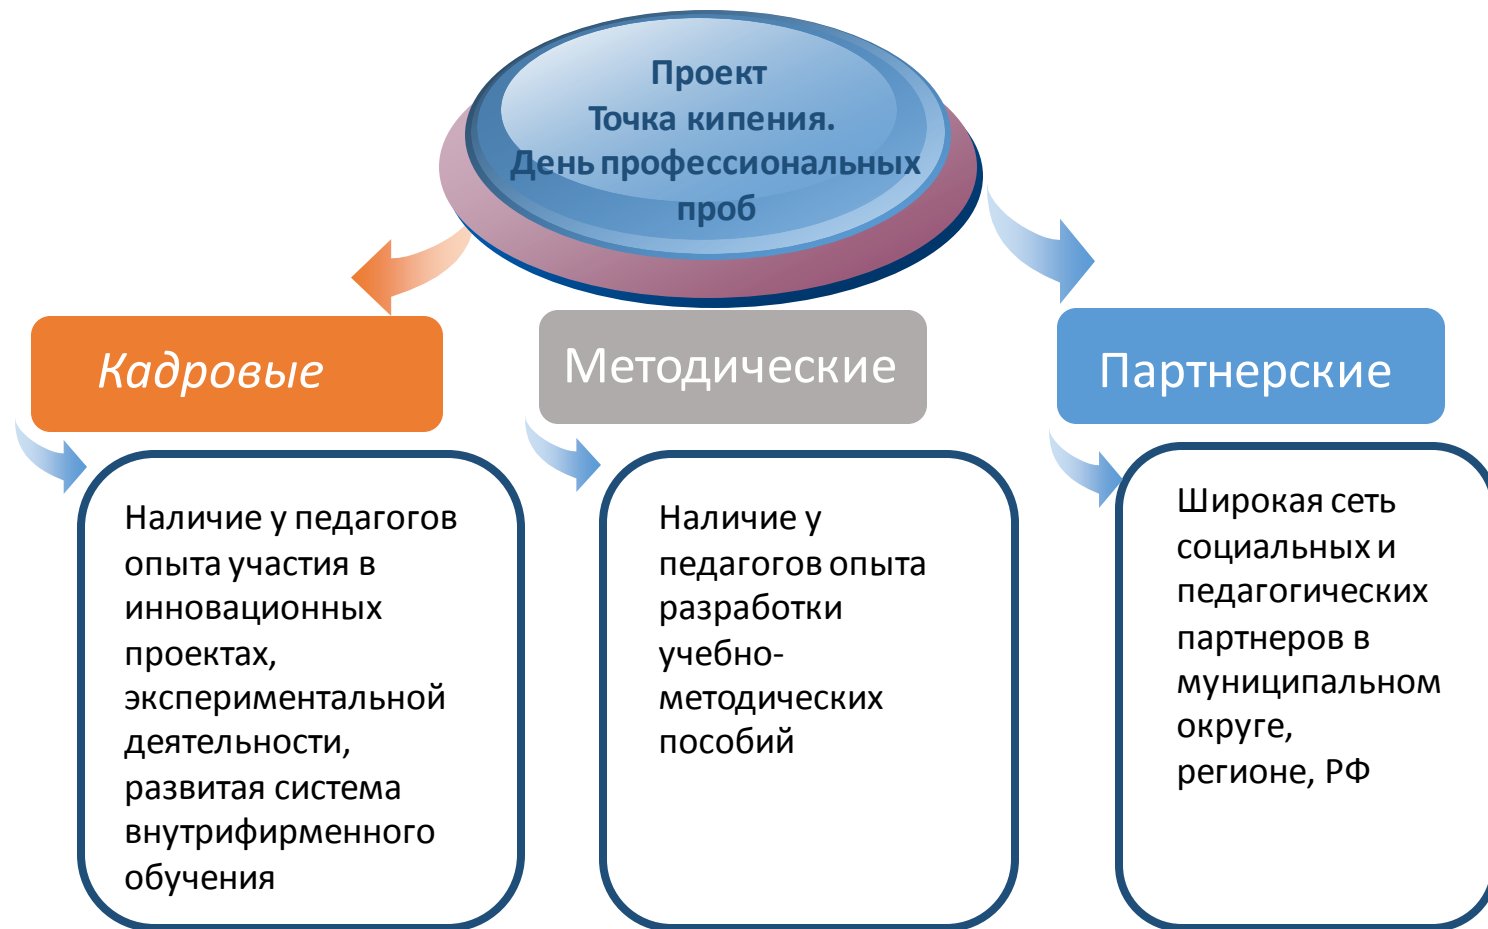 Проект
Точка кипения.
День профессиональных
проб
Кадровые
Методические
Партнерские
Наличие у педагогов
опыта участия в
инновационных
проектах,
экспериментальной
деятельности,
развитая система
внутрифирменного
обучения
Наличие у
педагогов опыта
разработки
учебно-
методических
пособий
Широкая сеть
социальных и
педагогических
партнеров в
муниципальном
округе,
регионе, РФ